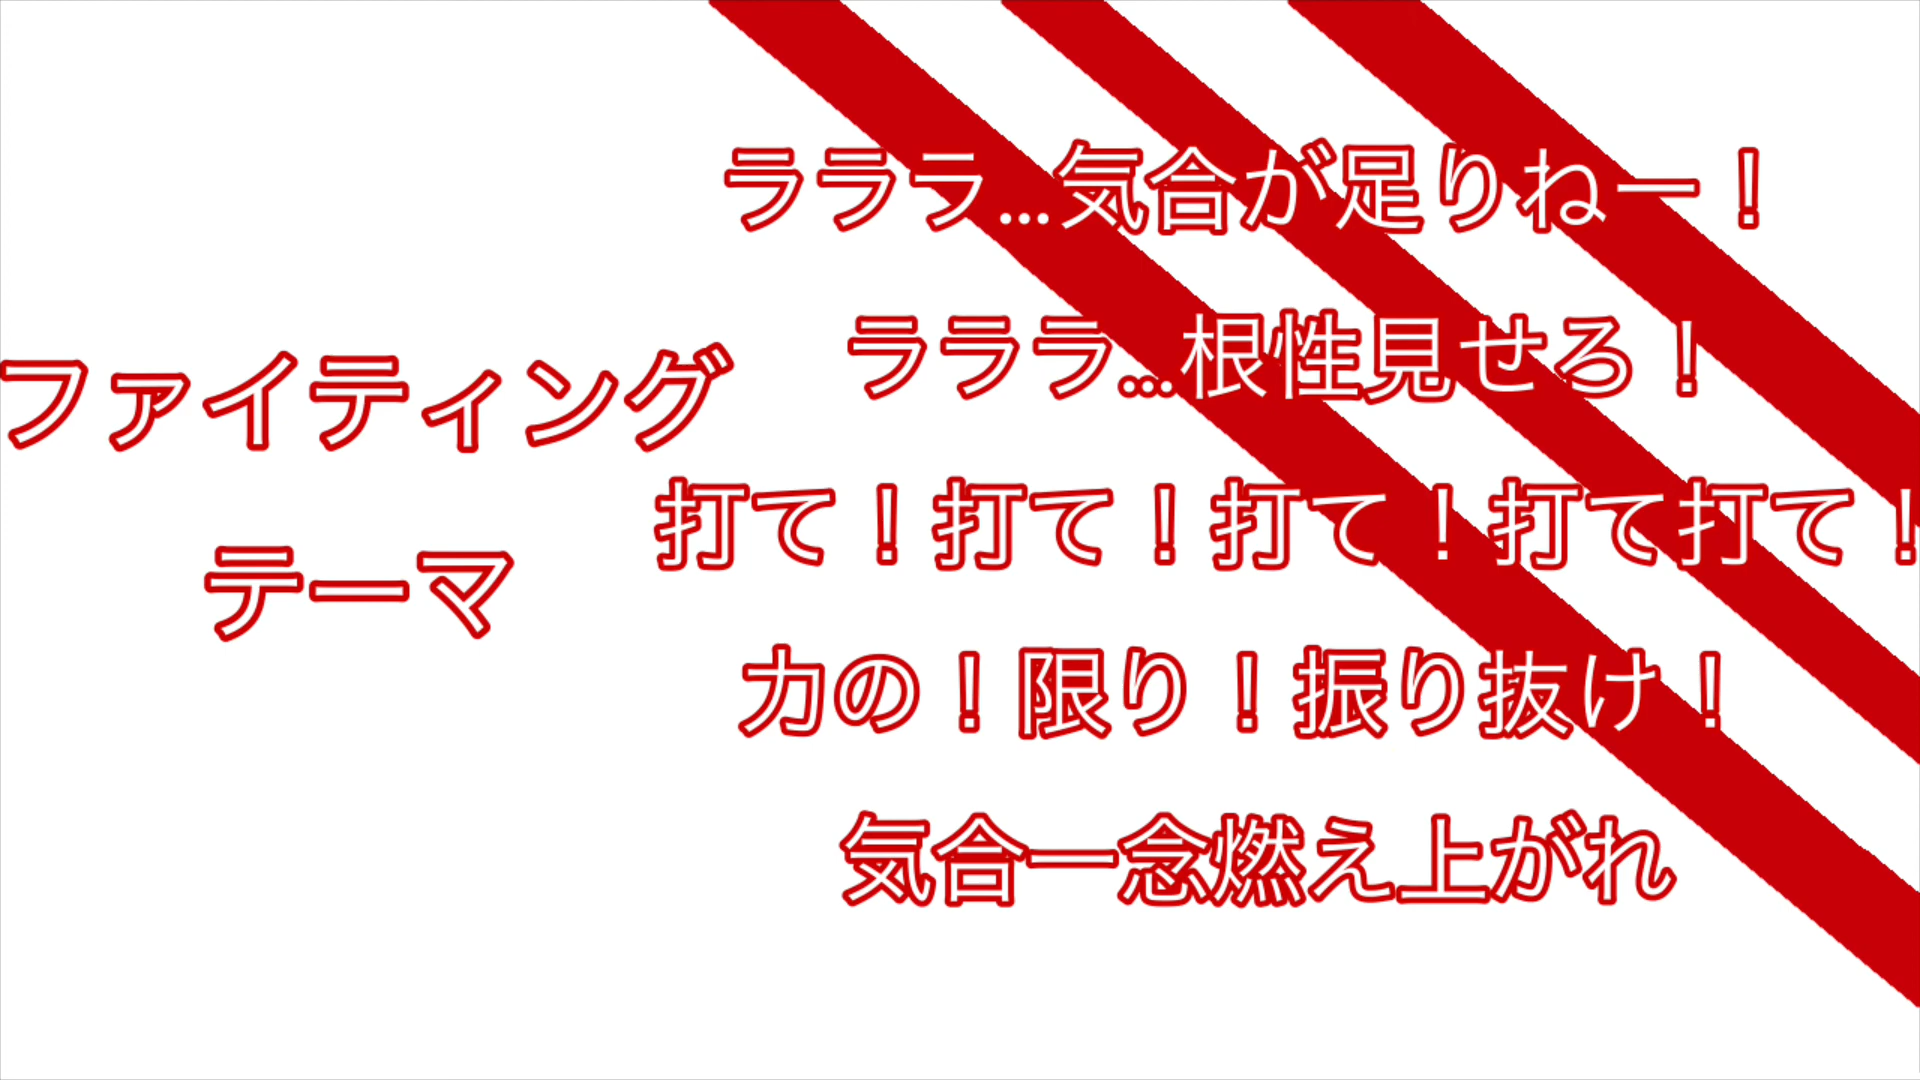 ファイティング
テーマ
ラララ...気合が足りねー！
ラララ...根性見せろ！
打て！打て！打て！打て打て！
力の！限り！振り抜け！
気合一念燃え上がれ